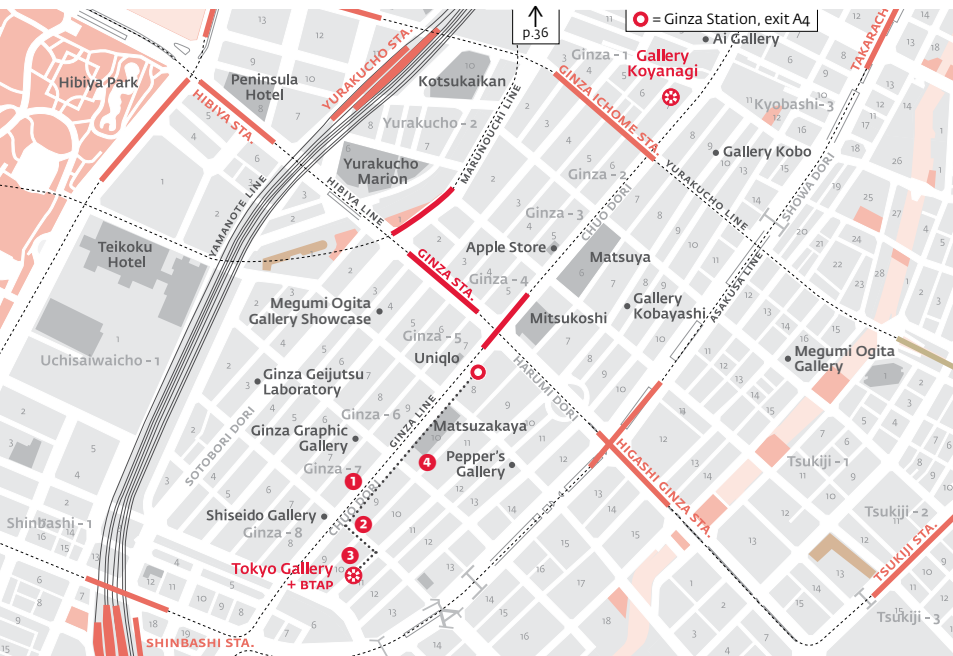 p.36
= Ginza Station, exit A4
Ai Gallery
TAKARACH
Ginza - 1
Gallery
Koyanagi
Hibiya Park
YURAKUCHO STA.
Peninsula
Hotel
Kotsukaikan
HIBIYA STA.
GINZA ICHOME STA.
Kyobashi - 3
Yurakucho - 2
MARUNOUCHI LINE
Gallery Kobo
Yurakucho
Marion
Ginza - 2
YURAKUCHO LINE
SHOWA DORI
HIBIYA LINE
YAMANOTE LINE
Ginza - 3
CHUO DORI
Teikoku
Hotel
Apple Store
Matsuya
GINZA STA.
Ginza - 4
ASAKUSA LINE
Megumi Ogita
Gallery Showcase
Mitsukoshi
Gallery
Kobayashi
Ginza - 5
Uniqlo
Uchisaiwaicho - 1
Megumi Ogita
Gallery
HARUMI DORI
Ginza Geijutsu
Laboratory
GINZA LINE
SOTOBORI DORI
Ginza - 6
Matsuzakaya
Ginza Graphic
Gallery
Pepper's
Gallery
4
Ginza - 7
1
HIGASHI GINZA STA.
Tsukiji - 1
CHUO DORI
Shiseido Gallery
2
Ginza - 8
Shinbashi - 1
Tsukiji - 2
3
Tokyo Gallery
+ BTAP
TSUKIJI STA.
Tsukiji - 3
SHINBASHI STA.